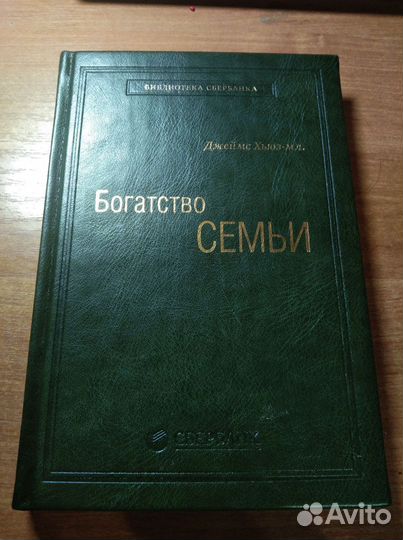 БИБЛИОТЕКА СБЕРБАНКА
Джеймс Хьюз-мл.
Богатство
СЕМЬИ
СБЕРБАНК
Avito